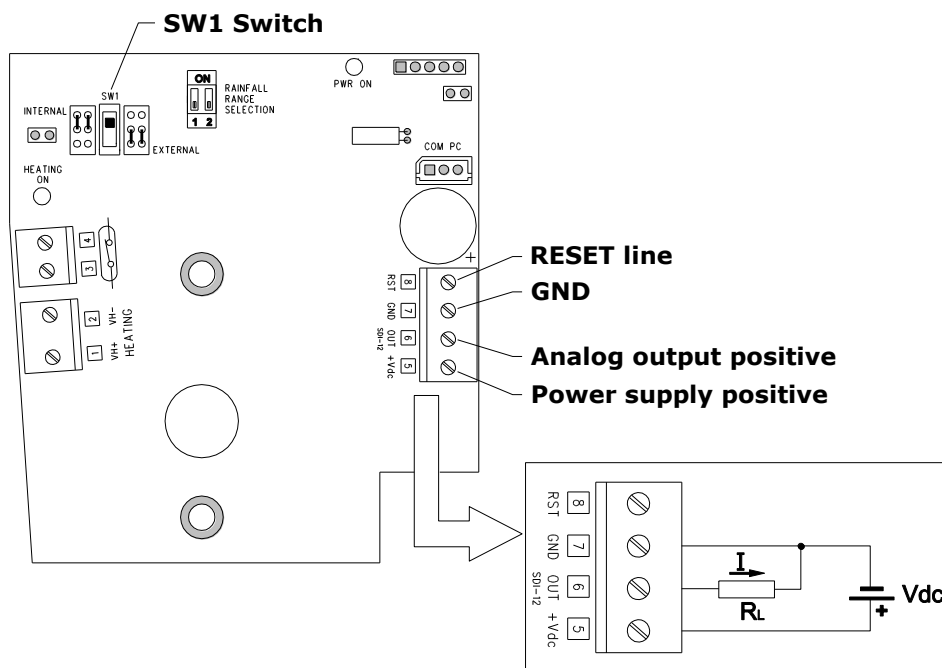 SW1 Switch
ON
PWR ON
RAINFALL
RANGE
SELECTION
1 2
SW1
INTERNAL
EXTERNAL
COM PC
HEATING
ON
+
4
3
2 VH-
1 VH+
HEATING
RST 8
GND 7
SDI-12 OUT 6
+Vdc 5
RESET line
GND
Analog output positive
Power supply positive
RST 8
GND 7
SDI-12 OUT 6
+Vdc 5
I
RL
Vdc
+